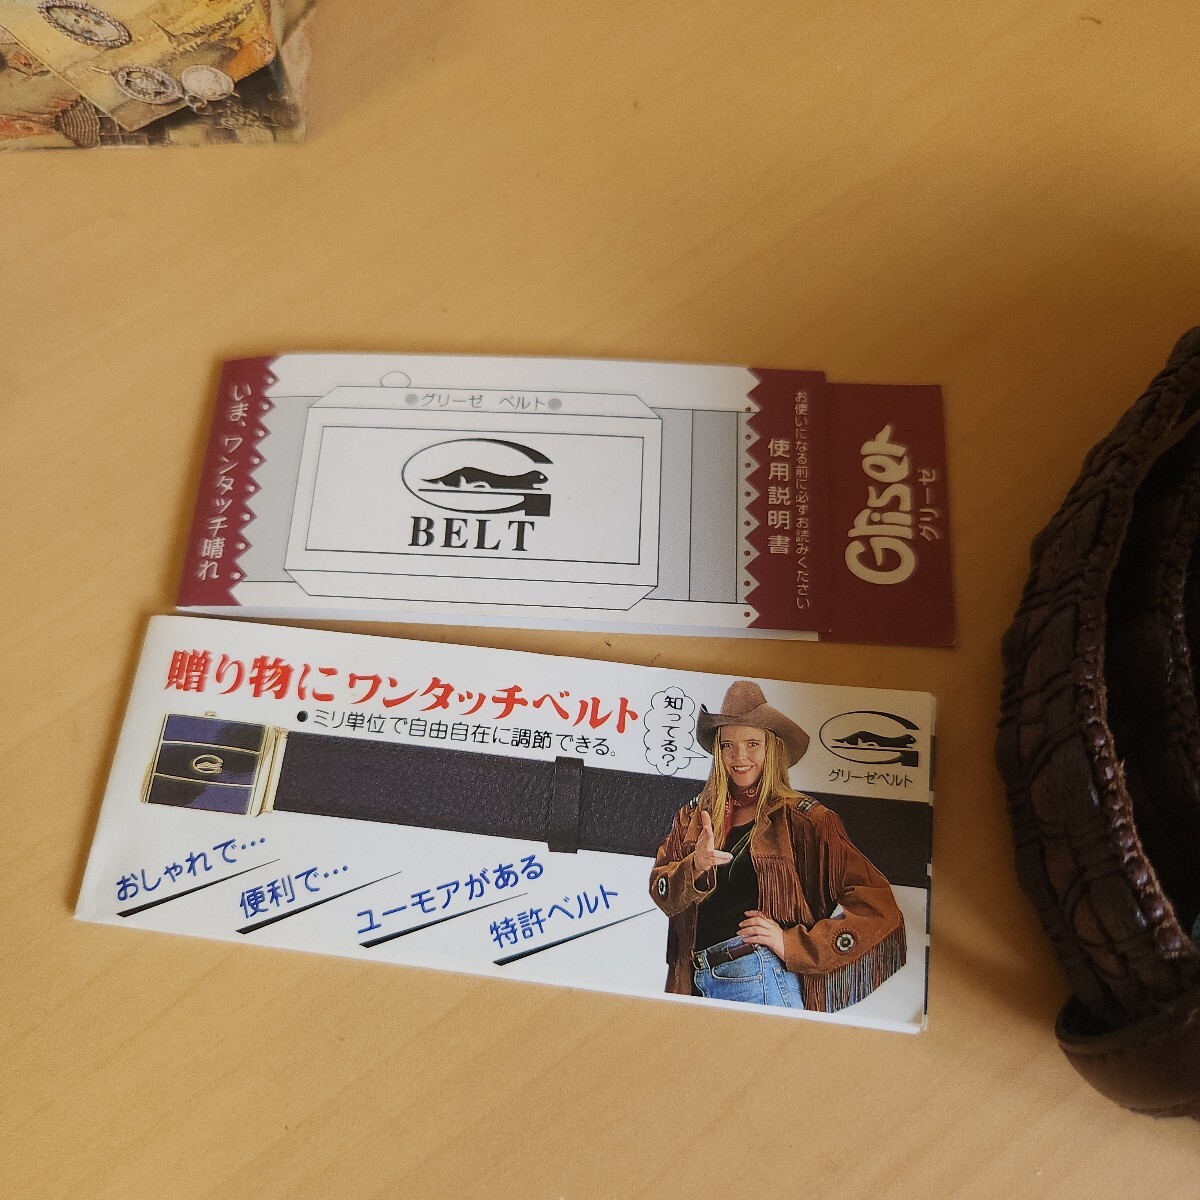 いま、ワンタッチ晴れ
●グリーゼ ベルト●
G
BELT
お使いになる前に必ずお読みください
使用説明書
Gliser
グリーゼ
贈り物にワンタッチベルト
●ミリ単位で自由自在に調節できる。
知ってる?
G
グリーゼベルト
おしゃれで…
便利で…
ユーモアがある
特許ベルト